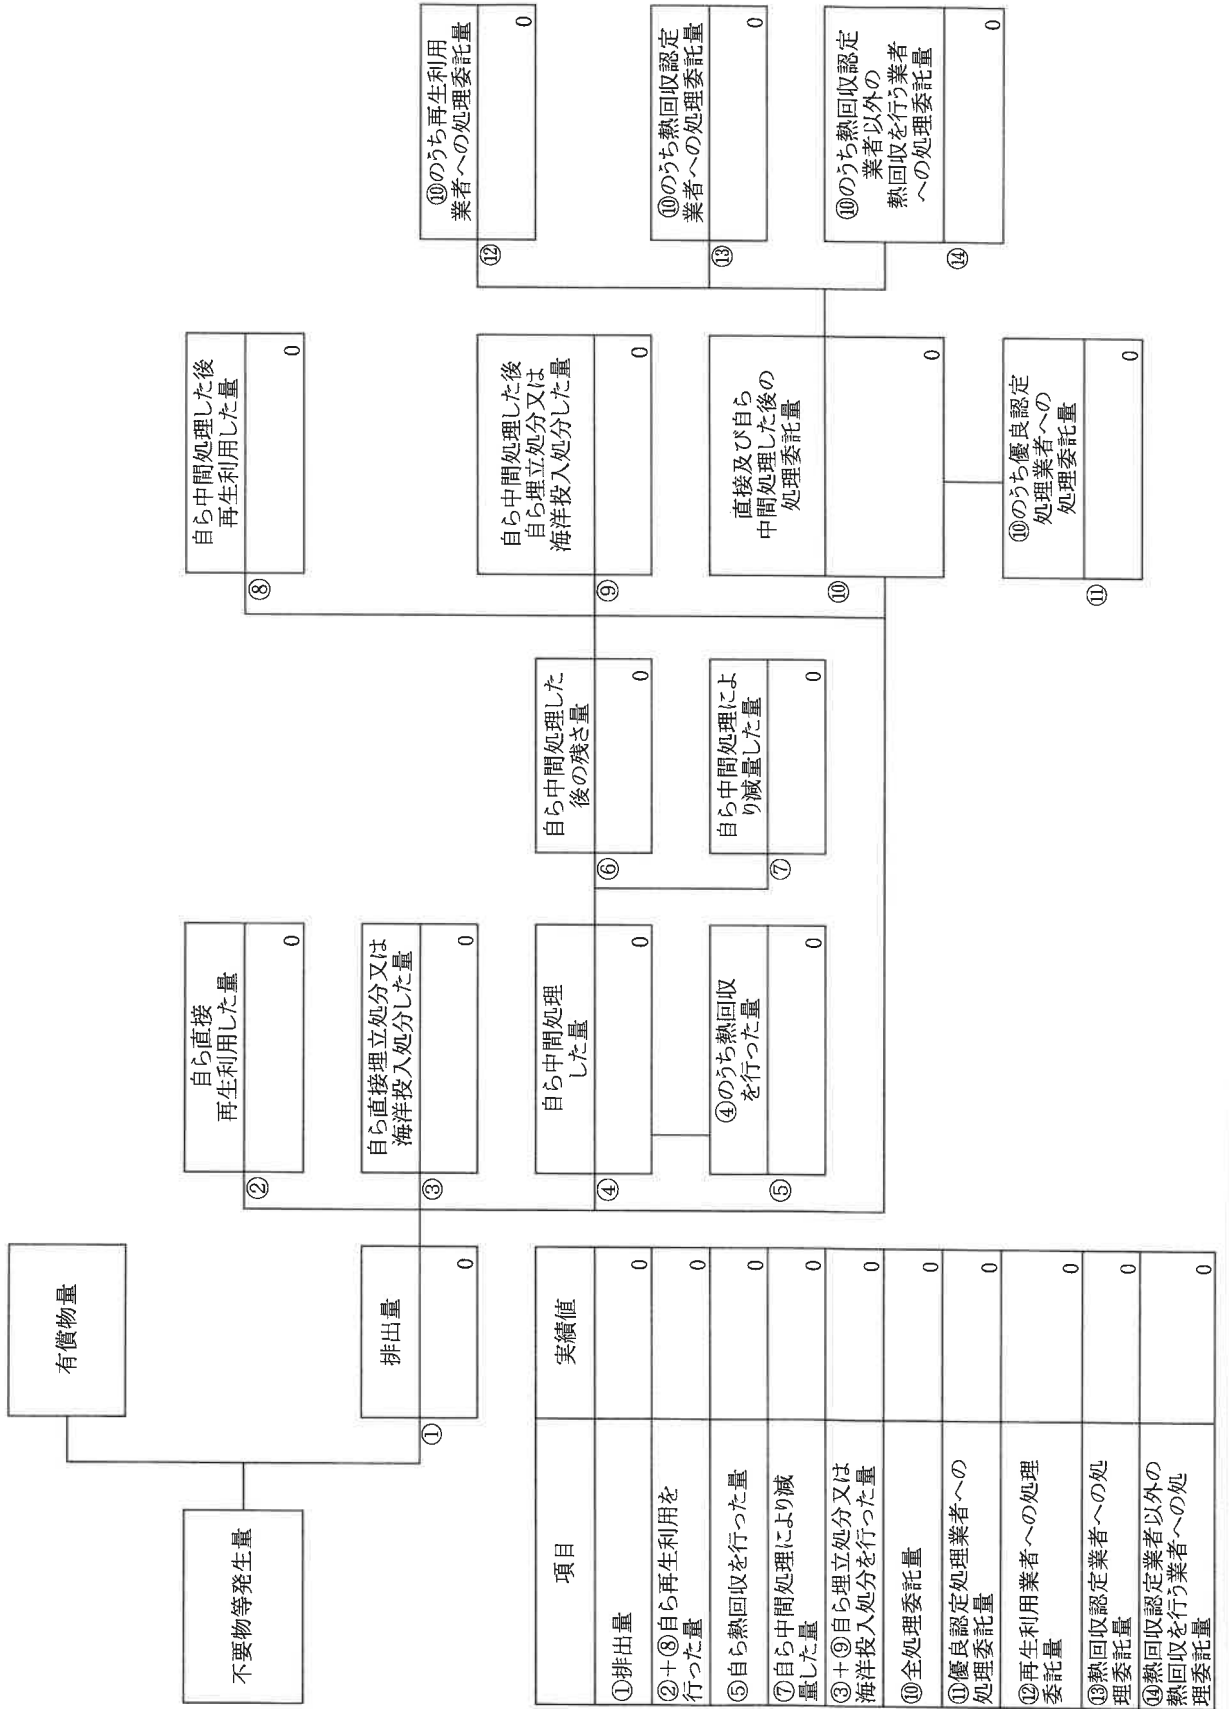 不要物等発生量
有償物量
①
排出量
0
②
自ら直接
再生利用した量
0
③
自ら直接埋立処分又は
海洋投入処分した量
0
④
自ら中間処理
した量
0
⑤
④のうち熱回収
を行った量
0
⑥
自ら中間処理した
後の残さ量
0
⑦
自ら中間処理によ
り減量した量
0
⑧
自ら中間処理した後
再生利用した量
0
⑨
自ら中間処理した後
自ら埋立処分又は
海洋投入処分した量
0
⑩
直接及び自ら
中間処理した後の
処理委託量
0
⑪
⑩のうち優良認定
処理業者への
処理委託量
0
⑫
⑩のうち再生利用
業者への処理委託量
0
⑬
⑩のうち熱回収認定
業者への処理委託量
0
⑭
⑩のうち熱回収認定
業者以外の
熱回収を行う業者
への処理委託量
0
項目 実績値
①排出量 0
②+⑧自ら再生利用を
行った量 0
⑤自ら熱回収を行った量 0
⑦自ら中間処理により減
量した量 0
③+⑨自ら埋立処分又は
海洋投入処分を行った量 0
⑩全処理委託量 0
⑪優良認定処理業者への
処理委託量 0
⑫再生利用業者への処理
委託量 0
⑬熱回収認定業者への処
理委託量 0
⑭熱回収認定業者以外の
熱回収を行う業者への処
理委託量 0